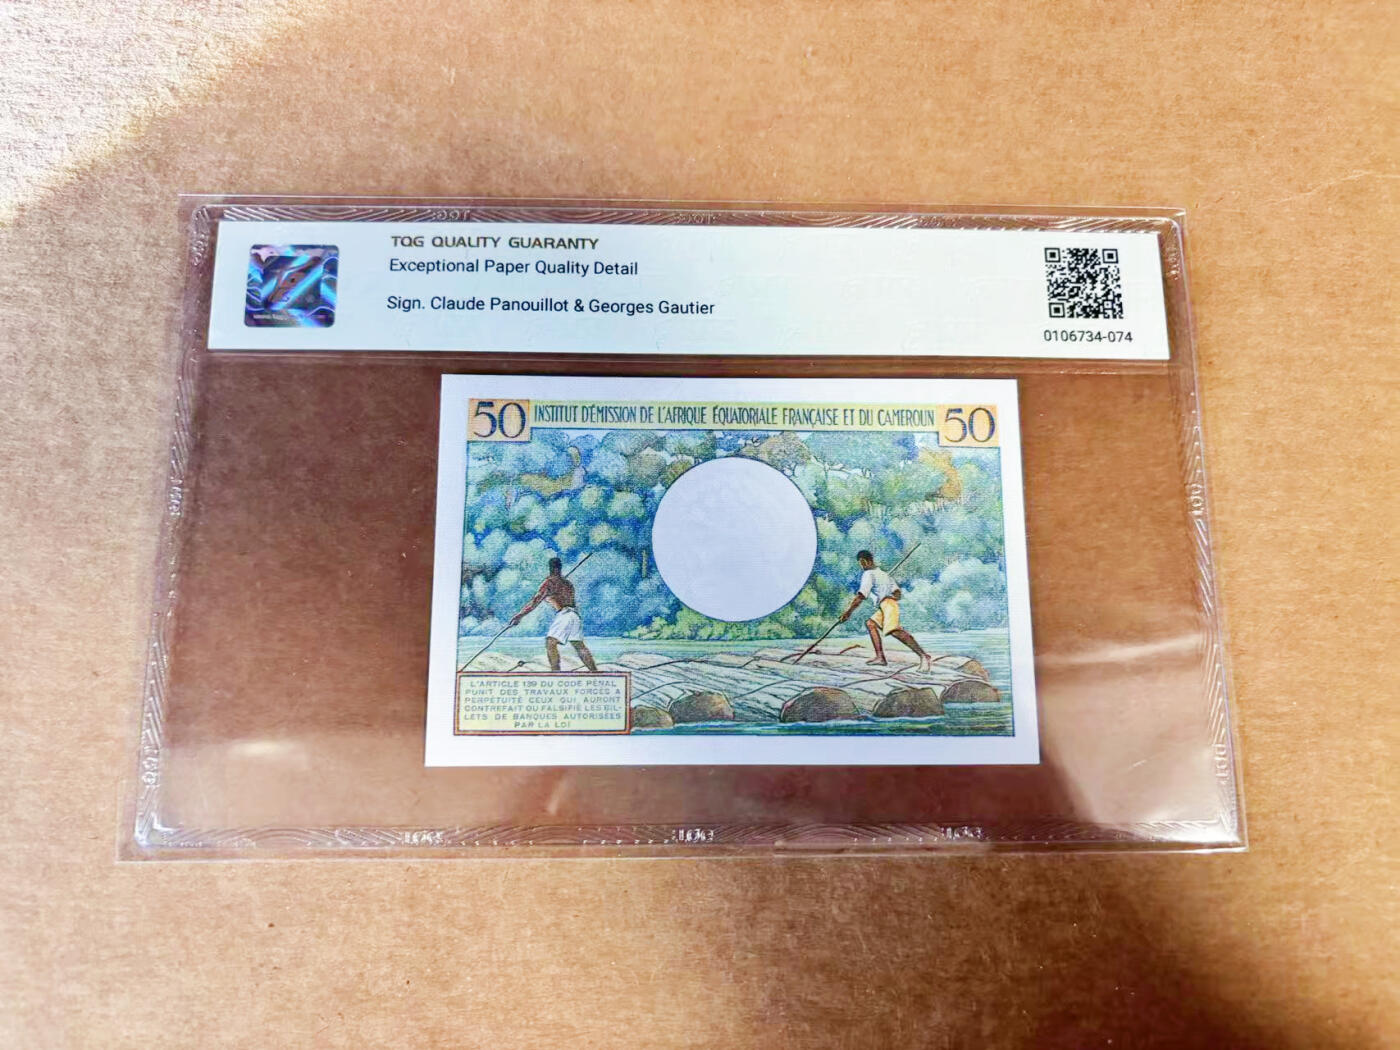 TQG QUALITY GUARANTY
Exceptional Paper Quality Detail
Sign. Claude Panouillot & Georges Gautier
0106734-074
50 INSTITUT D'ÉMISSION DE L'AFRIQUE ÉQUATORIALE FRANÇAISE ET DU CAMEROUN 50
L'ARTICLE 139 DU CODE PÉNAL
PUNIT DES TRAVAUX FORCÉS A
PERPÉTUITÉ CEUX QUI AURONT
CONTREFAIT OU FALSIFIÉ LES BIL-
LETS DE BANQUES AUTORISÉES
PAR LA LOI